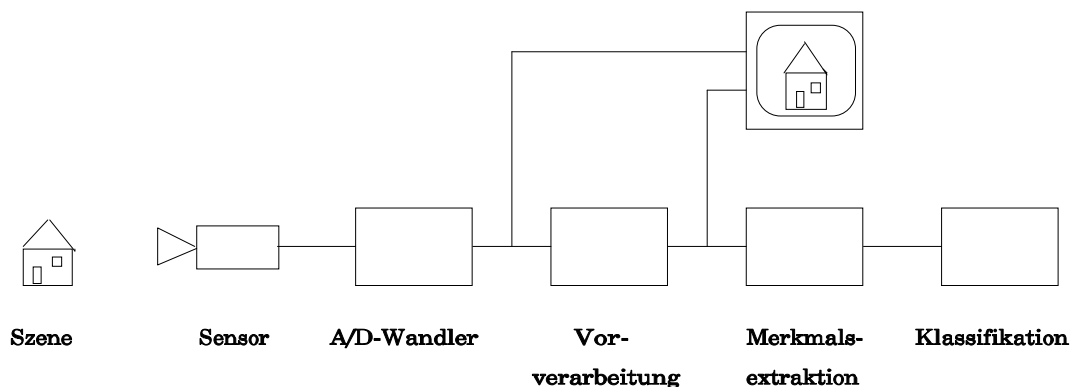 Szene Sensor A/D-Wandler Vor- Merkmals- Klassifikation
verarbeitung extraktion